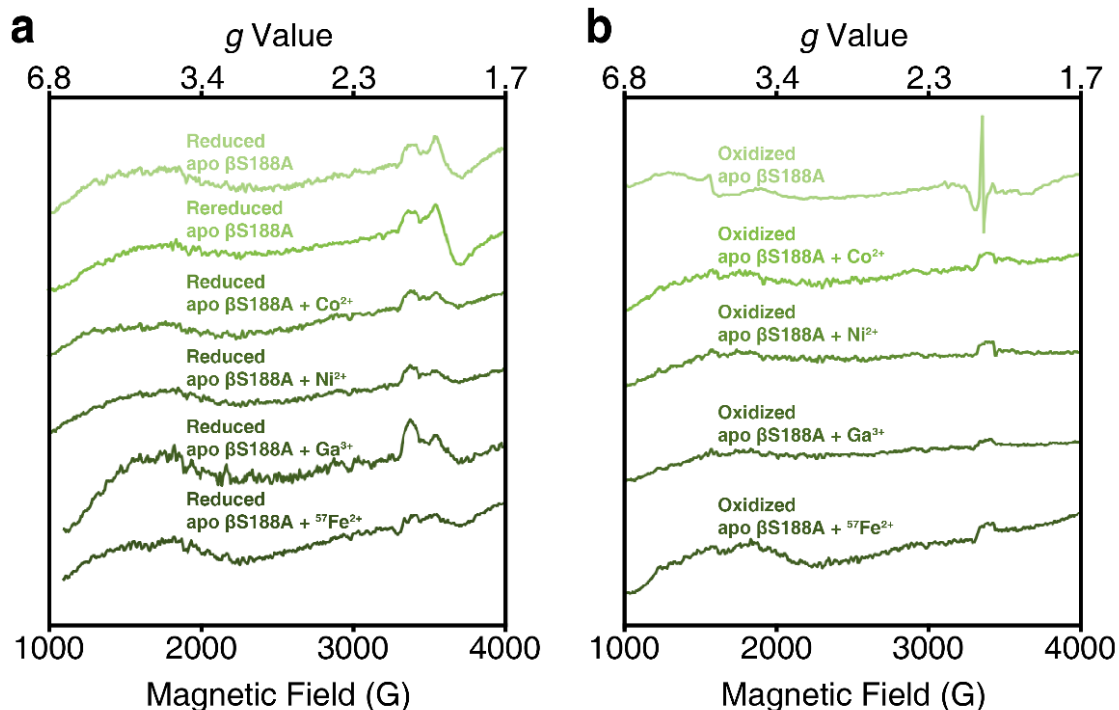 a
g Value
6.8 3.4 2.3 1.7
Reduced
apo βS188A
Rereduced
apo βS188A
Reduced
apo βS188A + Co²⁺
Reduced
apo βS188A + Ni²⁺
Reduced
apo βS188A + Ga³⁺
Reduced
apo βS188A + ⁵⁷Fe²⁺
1000 2000 3000 4000
Magnetic Field (G)
b
g Value
6.8 3.4 2.3 1.7
Oxidized
apo βS188A
Oxidized
apo βS188A + Co²⁺
Oxidized
apo βS188A + Ni²⁺
Oxidized
apo βS188A + Ga³⁺
Oxidized
apo βS188A + ⁵⁷Fe²⁺
1000 2000 3000 4000
Magnetic Field (G)